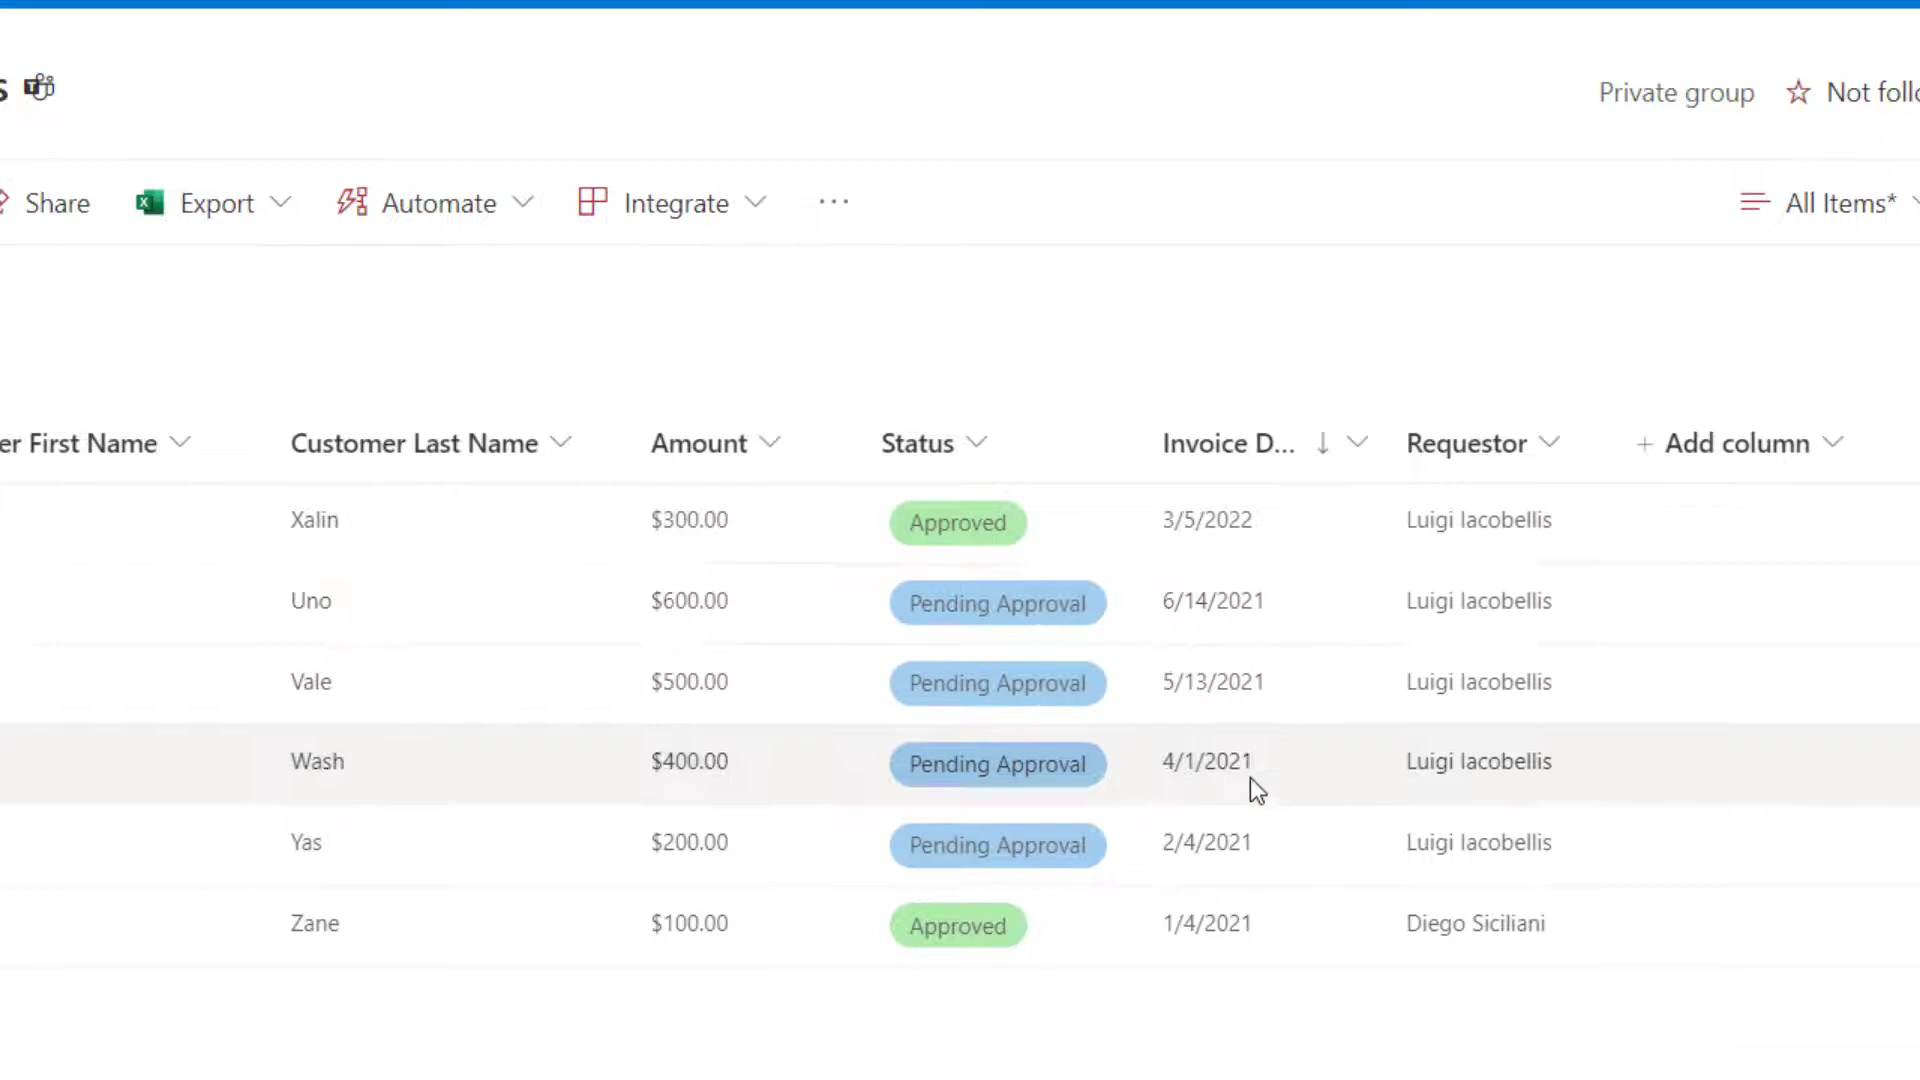 s
Private group Not follo
Share Export Automate Integrate ··· All Items*
er First Name Customer Last Name Amount Status Invoice D... ↓ Requestor + Add column
Xalin $300.00 Approved 3/5/2022 Luigi Iacobellis
Uno $600.00 Pending Approval 6/14/2021 Luigi Iacobellis
Vale $500.00 Pending Approval 5/13/2021 Luigi Iacobellis
Wash $400.00 Pending Approval 4/1/2021 Luigi Iacobellis
Yas $200.00 Pending Approval 2/4/2021 Luigi Iacobellis
Zane $100.00 Approved 1/4/2021 Diego Siciliani